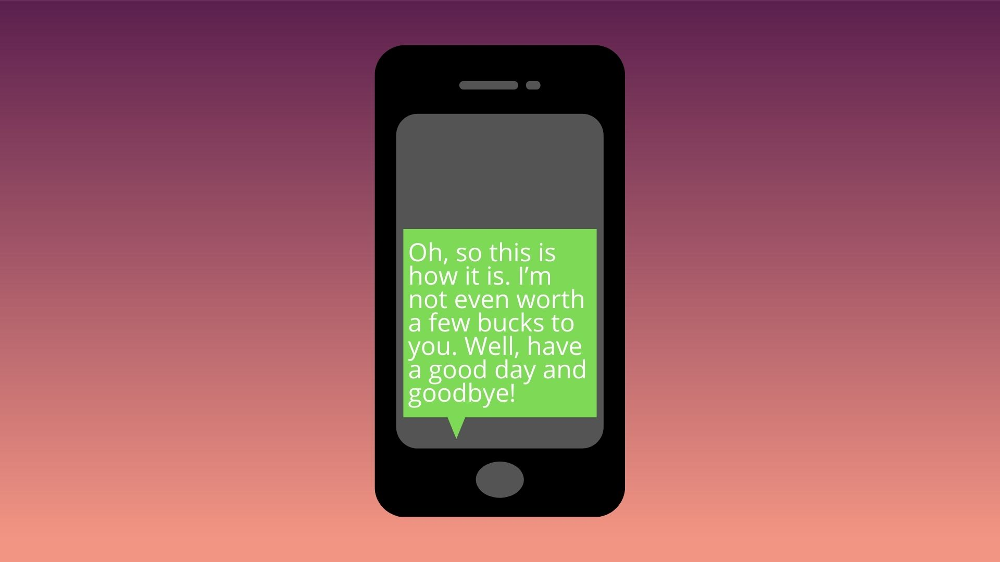 Oh, so this is
how it is. I’m
not even worth
a few bucks to
you. Well, have
a good day and
goodbye!